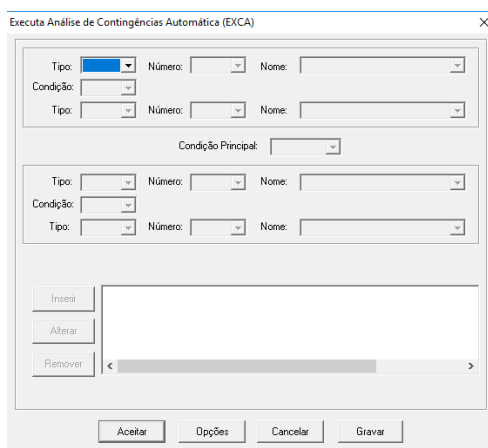 Executa Análise de Contingências Automática (EXCA)
Tipo: Número: Nome:
Condição:
Tipo: Número: Nome:
Condição Principal:
Tipo: Número: Nome:
Condição:
Tipo: Número: Nome:
Inserir
Alterar
Remover
Aceitar Opções Cancelar Gravar